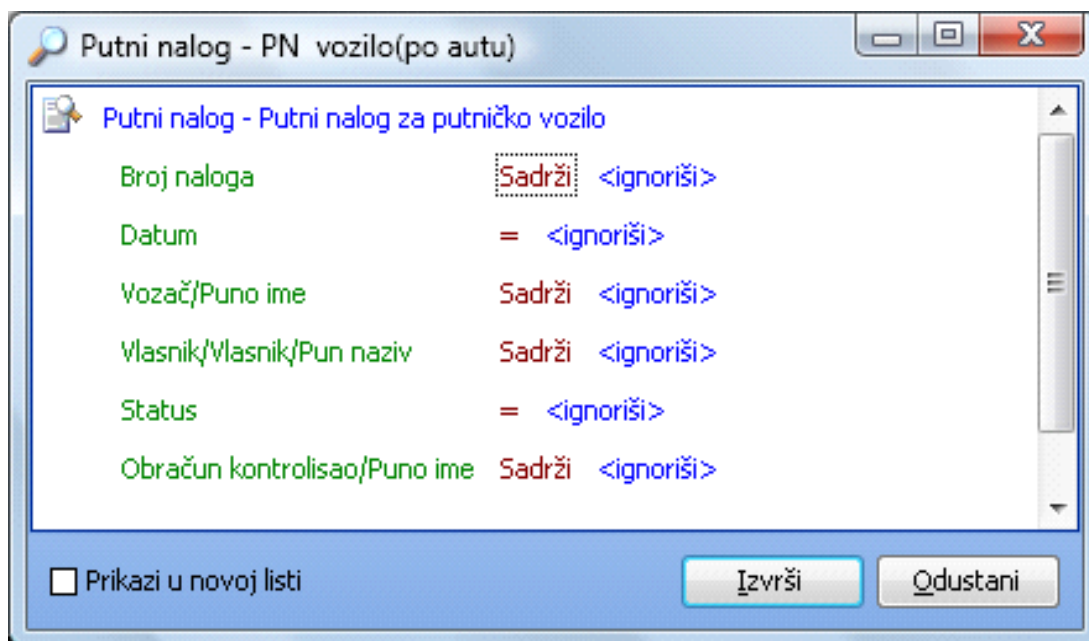 Putni nalog - PN vozilo(po autu)
Putni nalog - Putni nalog za putničko vozilo
Broj naloga Sadrži <ignoriši>
Datum = <ignoriši>
Vozač/Puno ime Sadrži <ignoriši>
Vlasnik/Vlasnik/Pun naziv Sadrži <ignoriši>
Status = <ignoriši>
Obračun kontrolisao/Puno ime Sadrži <ignoriši>
Prikazi u novoj listi Izvrši Odustani